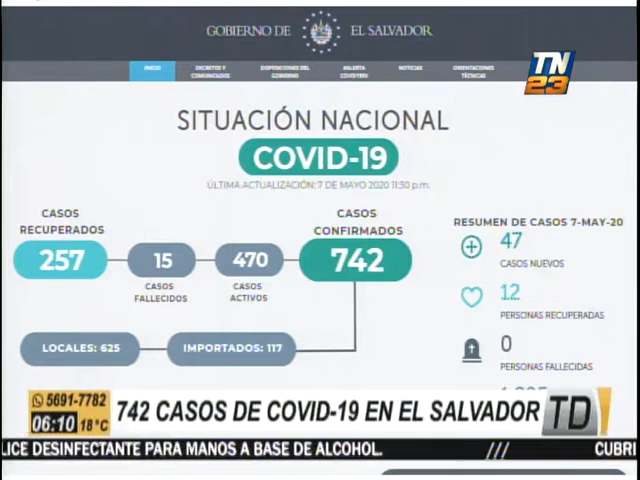 GOBIERNO DE EL SALVADOR
INICIO
DECRETOS Y COMUNICADOS
DISPOSICIONES DEL GOBIERNO
NOTICIAS
ORIENTACIONES TÉCNICAS
TN
23
SITUACIÓN NACIONAL
COVID-19
ÚLTIMA ACTUALIZACIÓN: 7 DE MAYO 2020 11:30 p.m.
CASOS
RECUPERADOS
257
15
CASOS
FALLECIDOS
470
CASOS
ACTIVOS
CASOS
CONFIRMADOS
742
LOCALES: 625
IMPORTADOS: 117
RESUMEN DE CASOS 7-MAY-20
47
CASOS NUEVOS
12
PERSONAS RECUPERADAS
0
PERSONAS FALLECIDAS
5691-7782
06:10 18°C
742 CASOS DE COVID-19 EN EL SALVADOR
TD
LICE DESINFECTANTE PARA MANOS A BASE DE ALCOHOL. /// CUBRI